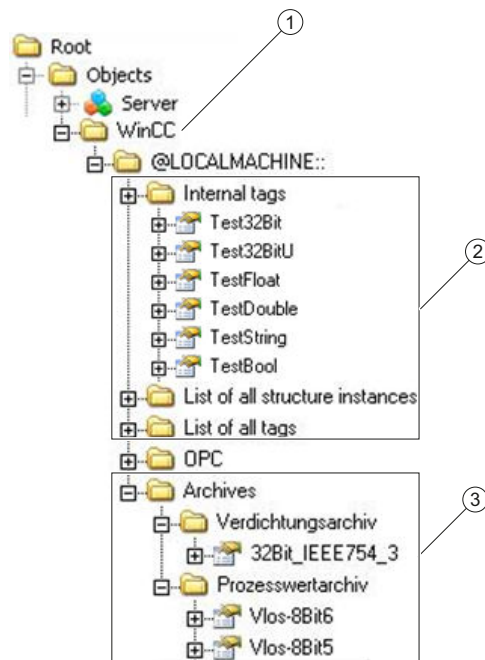 1
Root
Objects
Server
WinCC
@LOCALMACHINE::
Internal tags
Test32Bit
Test32BitU
2
TestFloat
TestDouble
TestString
TestBool
List of all structure instances
List of all tags
OPC
Archives
3
Verdichtungsarchiv
32Bit_IEEE754_3
Prozesswertarchiv
Vlos-8Bit6
Vlos-8Bit5